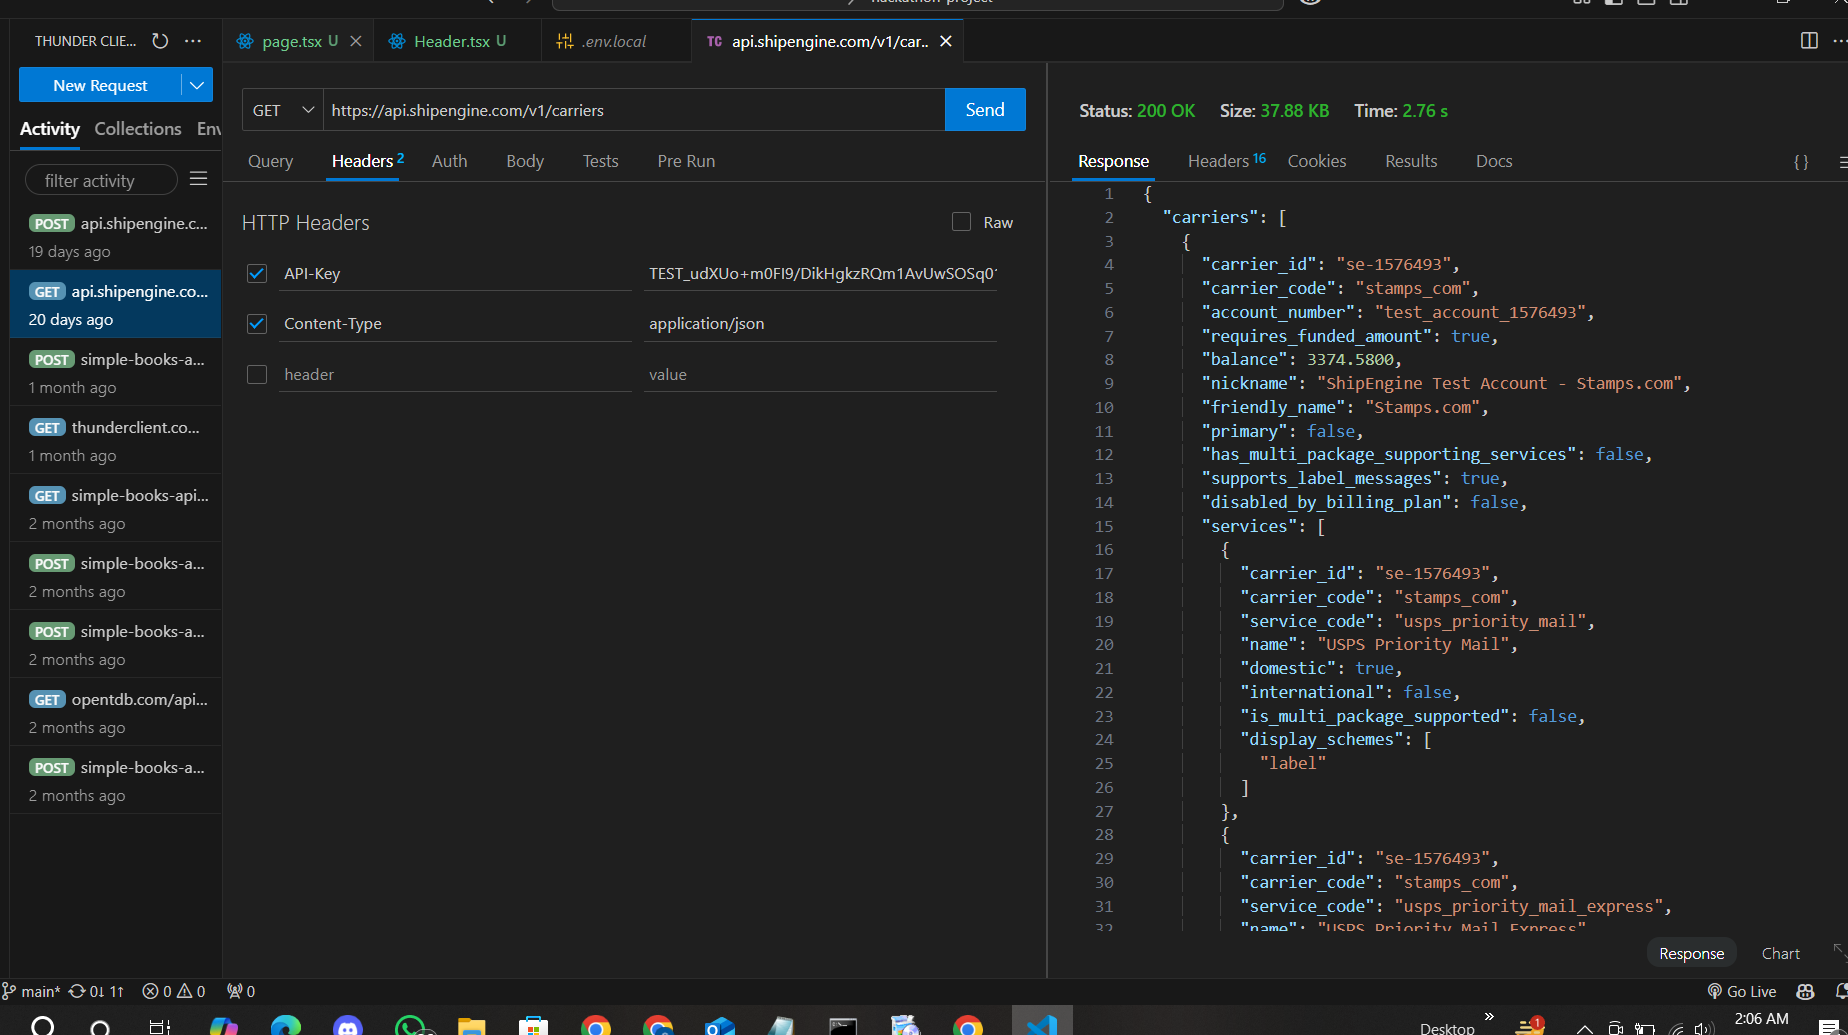 hackathon-project
THUNDER CLIE...
page.tsx U
Header.tsx U
.env.local
TC api.shipengine.com/v1/car..
New Request
Activity Collections Env
filter activity
POST api.shipengine.c...
19 days ago
GET api.shipengine.co...
20 days ago
POST simple-books-a...
1 month ago
GET thunderclient.co...
1 month ago
GET simple-books-api...
2 months ago
POST simple-books-a...
2 months ago
POST simple-books-a...
2 months ago
GET opentdb.com/api...
2 months ago
POST simple-books-a...
2 months ago
GET https://api.shipengine.com/v1/carriers Send
Query Headers 2 Auth Body Tests Pre Run
HTTP Headers Raw
API-Key TEST_udXUo+m0FI9/DikHgkzRQm1AvUwSOSq0
Content-Type application/json
header value
Status: 200 OK Size: 37.88 KB Time: 2.76 s
Response Headers 16 Cookies Results Docs {}
1 {
2 "carriers": [
3 {
4 "carrier_id": "se-1576493",
5 "carrier_code": "stamps_com",
6 "account_number": "test_account_1576493",
7 "requires_funded_amount": true,
8 "balance": 3374.5800,
9 "nickname": "ShipEngine Test Account - Stamps.com",
10 "friendly_name": "Stamps.com",
11 "primary": false,
12 "has_multi_package_supporting_services": false,
13 "supports_label_messages": true,
14 "disabled_by_billing_plan": false,
15 "services": [
16 {
17 "carrier_id": "se-1576493",
18 "carrier_code": "stamps_com",
19 "service_code": "usps_priority_mail",
20 "name": "USPS Priority Mail",
21 "domestic": true,
22 "international": false,
23 "is_multi_package_supported": false,
24 "display_schemes": [
25 "label"
26 ]
27 },
28 {
29 "carrier_id": "se-1576493",
30 "carrier_code": "stamps_com",
31 "service_code": "usps_priority_mail_express",
32 "name": "USPS Priority Mail Express"
Response Chart
main* 0↓ 1↑ 0 0 0
Go Live
Desktop » 1 2:06 AM